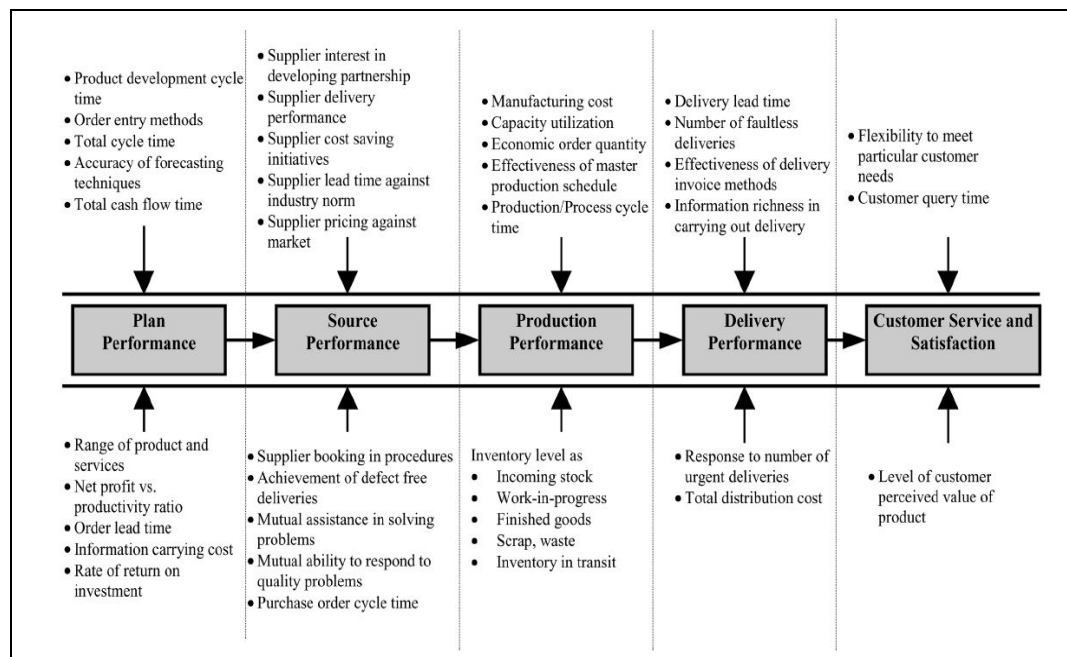 • Product development cycle
time
• Order entry methods
• Total cycle time
• Accuracy of forecasting
techniques
• Total cash flow time
• Supplier interest in
developing partnership
• Supplier delivery
performance
• Supplier cost saving
initiatives
• Supplier lead time against
industry norm
• Supplier pricing against
market
• Manufacturing cost
• Capacity utilization
• Economic order quantity
• Effectiveness of master
production schedule
• Production/Process cycle
time
• Delivery lead time
• Number of faultless
deliveries
• Effectiveness of delivery
invoice methods
• Information richness in
carrying out delivery
• Flexibility to meet
particular customer
needs
• Customer query time
Plan
Performance
Source
Performance
Production
Performance
Delivery
Performance
Customer Service and
Satisfaction
• Range of product and
services
• Net profit vs.
productivity ratio
• Order lead time
• Information carrying cost
• Rate of return on
investment
• Supplier booking in procedures
• Achievement of defect free
deliveries
• Mutual assistance in solving
problems
• Mutual ability to respond to
quality problems
• Purchase order cycle time
Inventory level as
• Incoming stock
• Work-in-progress
• Finished goods
• Scrap, waste
• Inventory in transit
• Response to number of
urgent deliveries
• Total distribution cost
• Level of customer
perceived value of
product